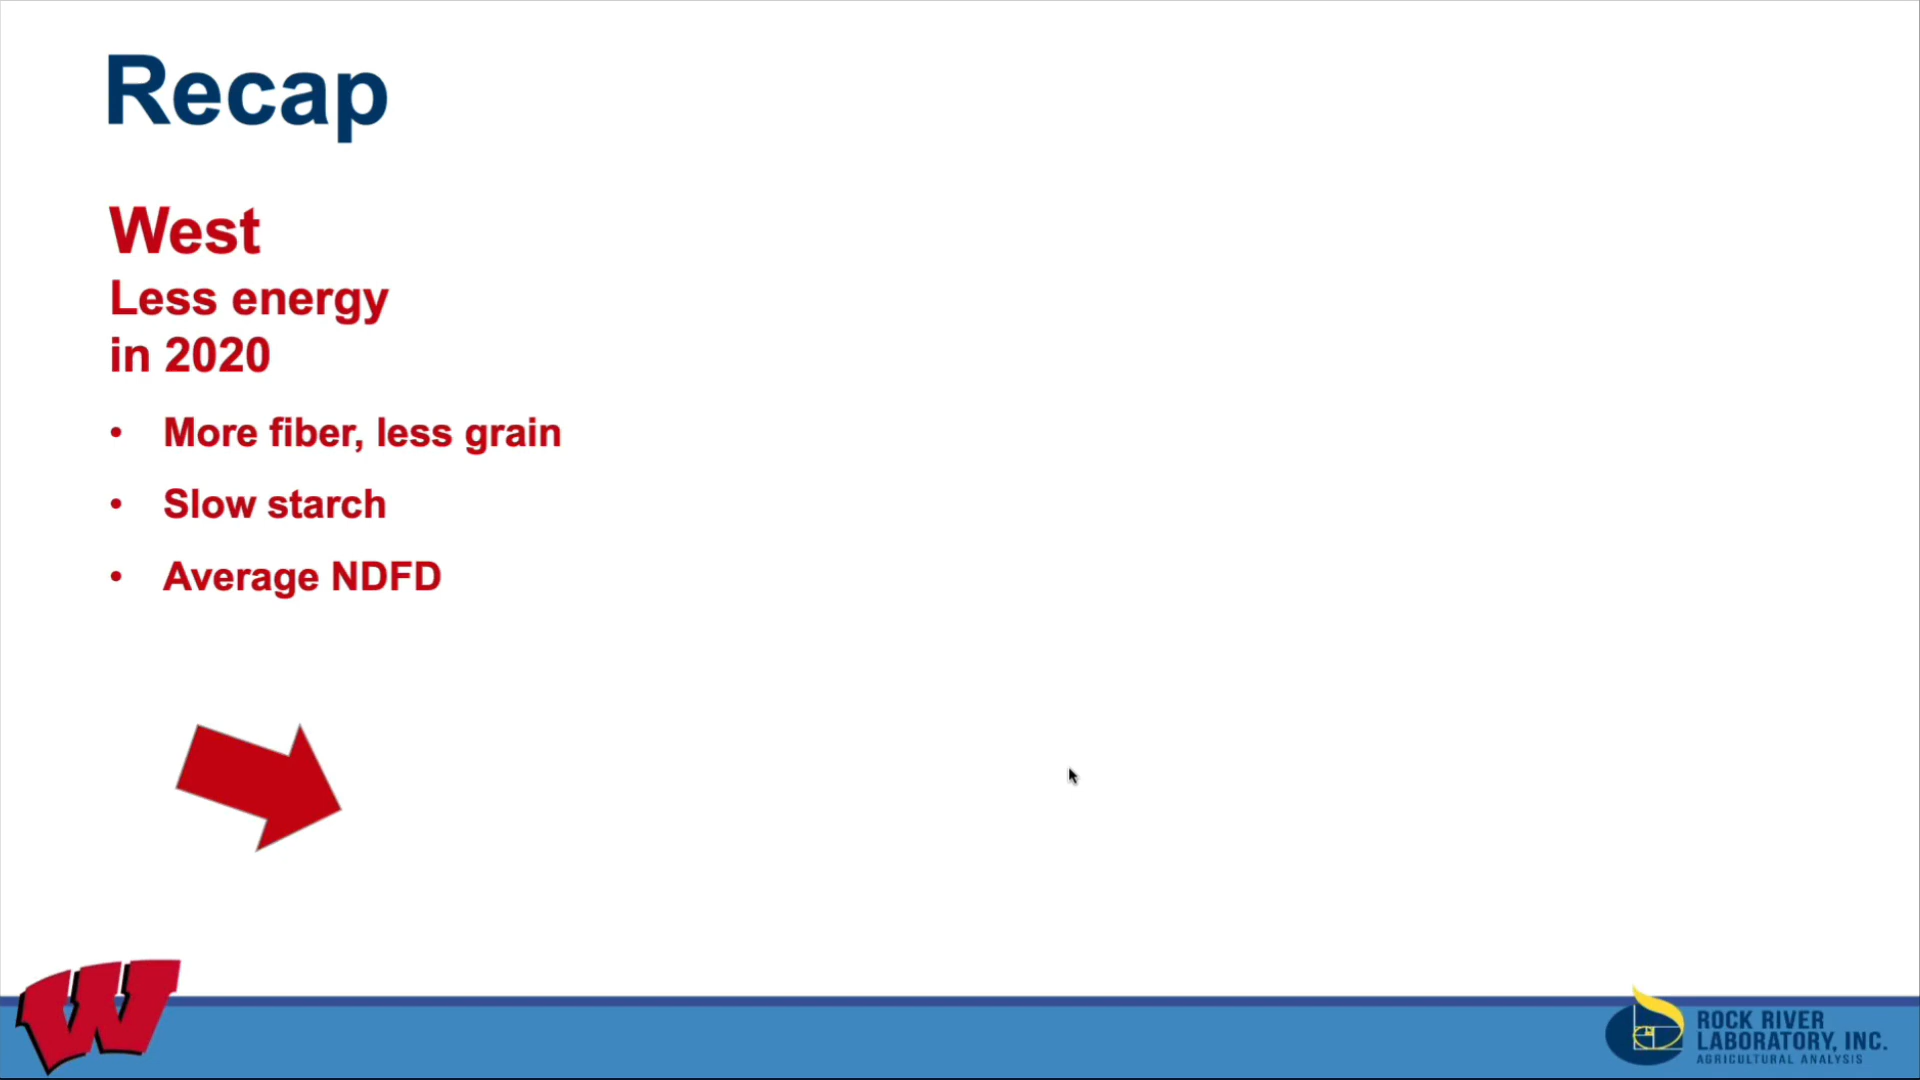 Recap
West
Less energy
in 2020
• More fiber, less grain
• Slow starch
• Average NDFD
W
ROCK RIVER
LABORATORY, INC.
AGRICULTURAL ANALYSIS